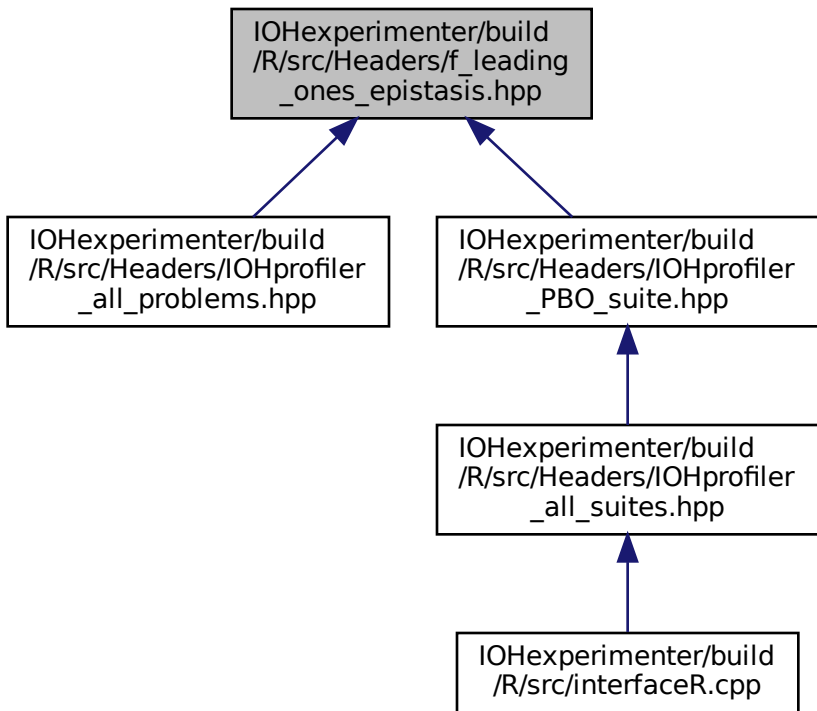 IOHexperimenter/build
/R/src/Headers/f_leading
_ones_epistasis.hpp
IOHexperimenter/build
/R/src/Headers/IOHprofiler
_all_problems.hpp
IOHexperimenter/build
/R/src/Headers/IOHprofiler
_PBO_suite.hpp
IOHexperimenter/build
/R/src/Headers/IOHprofiler
_all_suites.hpp
IOHexperimenter/build
/R/src/interfaceR.cpp